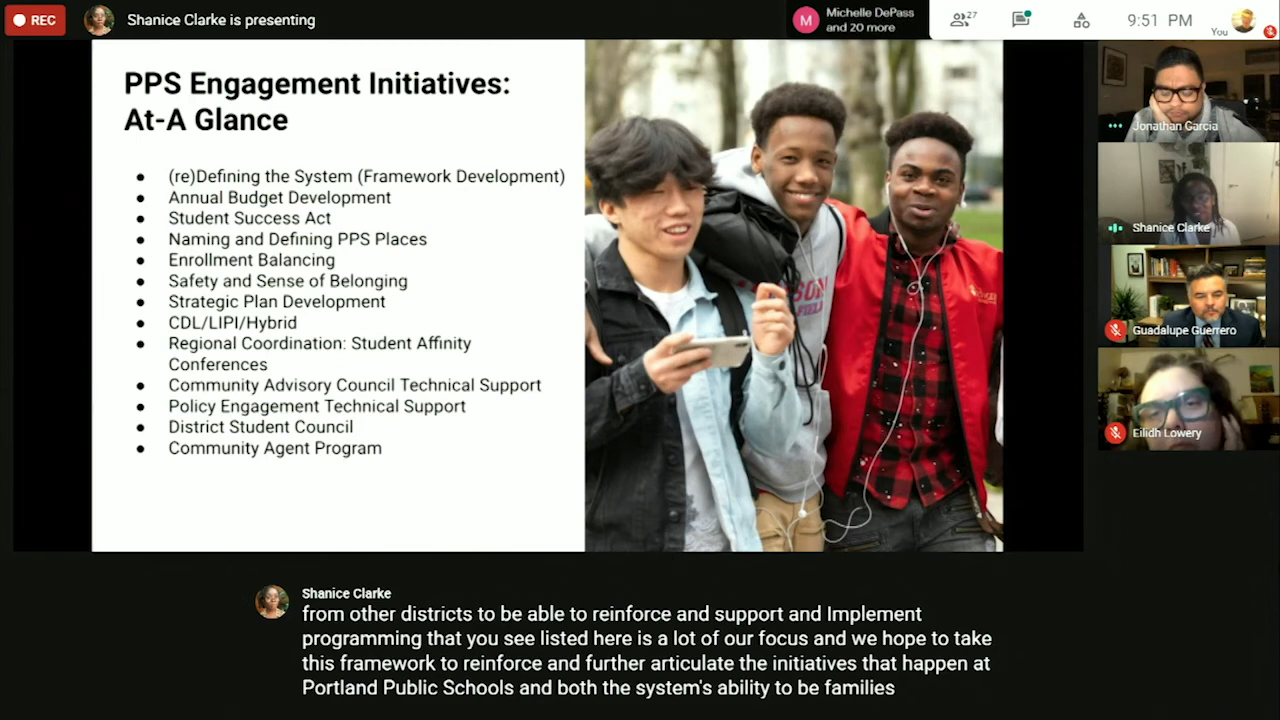 REC
Shanice Clarke is presenting
M
Michelle DePass
and 20 more
27
9:51 PM
You
PPS Engagement Initiatives:
At-A Glance
(re)Defining the System (Framework Development)
Annual Budget Development
Student Success Act
Naming and Defining PPS Places
Enrollment Balancing
Safety and Sense of Belonging
Strategic Plan Development
CDL/LIPI/Hybrid
Regional Coordination: Student Affinity
Conferences
Community Advisory Council Technical Support
Policy Engagement Technical Support
District Student Council
Community Agent Program
Jonathan Garcia
Shanice Clarke
Guadalupe Guerrero
Eilidh Lowery
Shanice Clarke
from other districts to be able to reinforce and support and Implement
programming that you see listed here is a lot of our focus and we hope to take
this framework to reinforce and further articulate the initiatives that happen at
Portland Public Schools and both the system's ability to be families